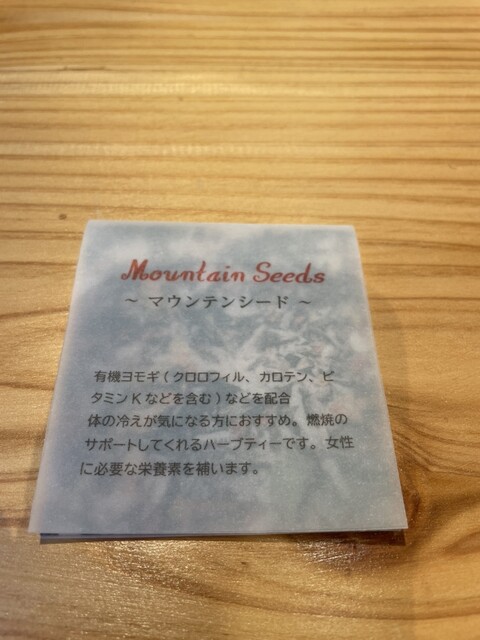 Mountain Seeds
~ マウンテンシード ~
有機ヨモギ(クロロフィル、カロテン、ビ
タミンKなどを含む)などを配合
体の冷えが気になる方におすすめ。燃焼の
サポートしてくれるハーブティーです。女性
に必要な栄養素を補います。